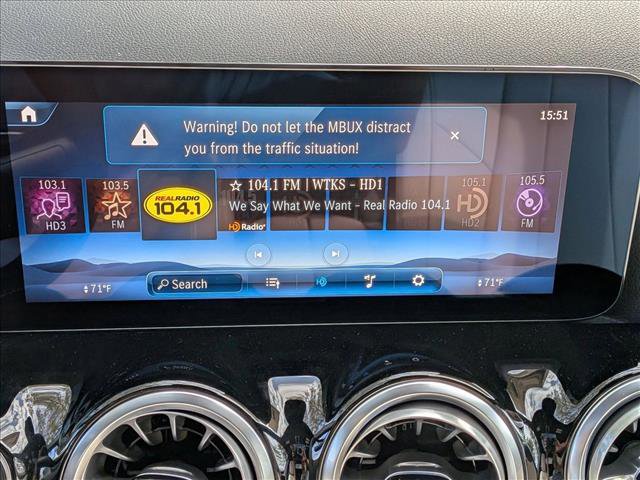 Warning! Do not let the MBUX distract
you from the traffic situation!
15:51
103.1
HD3
103.5
FM
REALRADIO
104.1
☆ 104.1 FM | WTKS - HD1
We Say What We Want - Real Radio 104.1
HD Radio
105.1
HD2
105.5
FM
71°F
Search
HD
71°F